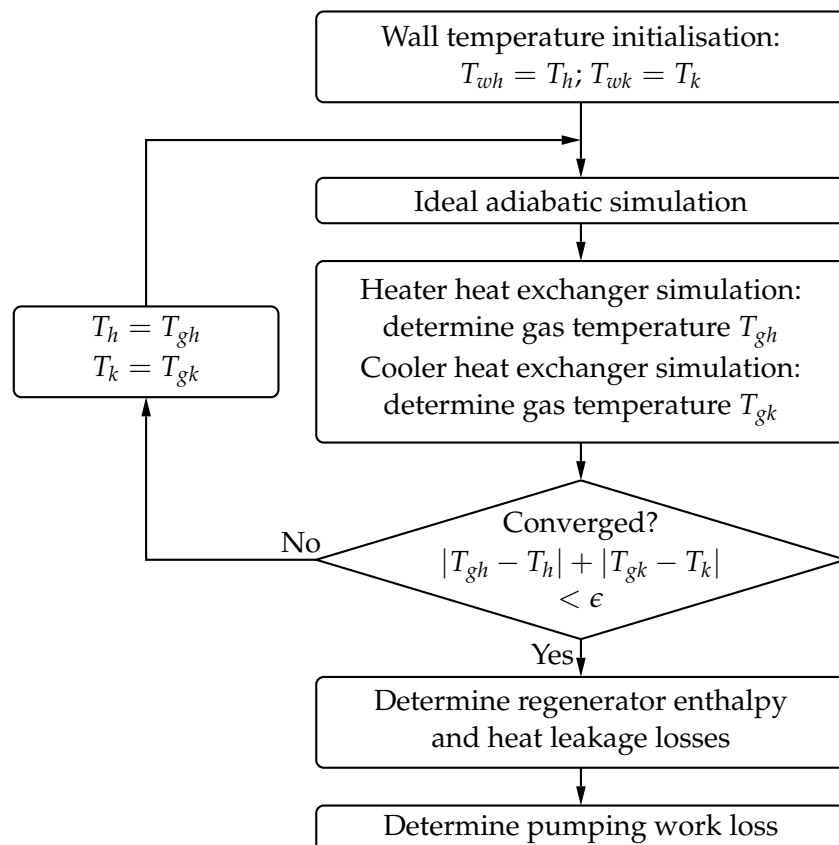 Wall temperature initialisation:
T_wh = T_h; T_wk = T_k
Ideal adiabatic simulation
Heater heat exchanger simulation:
determine gas temperature T_gh
Cooler heat exchanger simulation:
determine gas temperature T_gk
T_h = T_gh
T_k = T_gk
Converged?
|T_gh − T_h| + |T_gk − T_k|
< ϵ
No
Yes
Determine regenerator enthalpy
and heat leakage losses
Determine pumping work loss